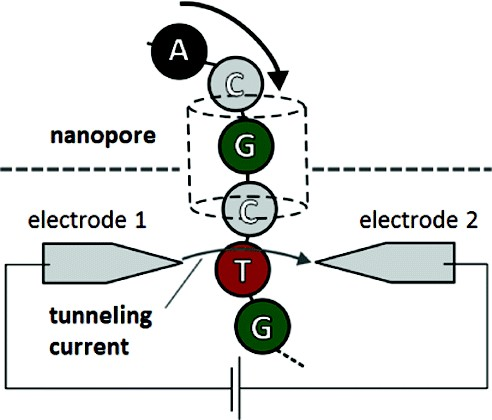 A
C
nanopore
G
C
electrode 1
electrode 2
T
tunneling
current
G